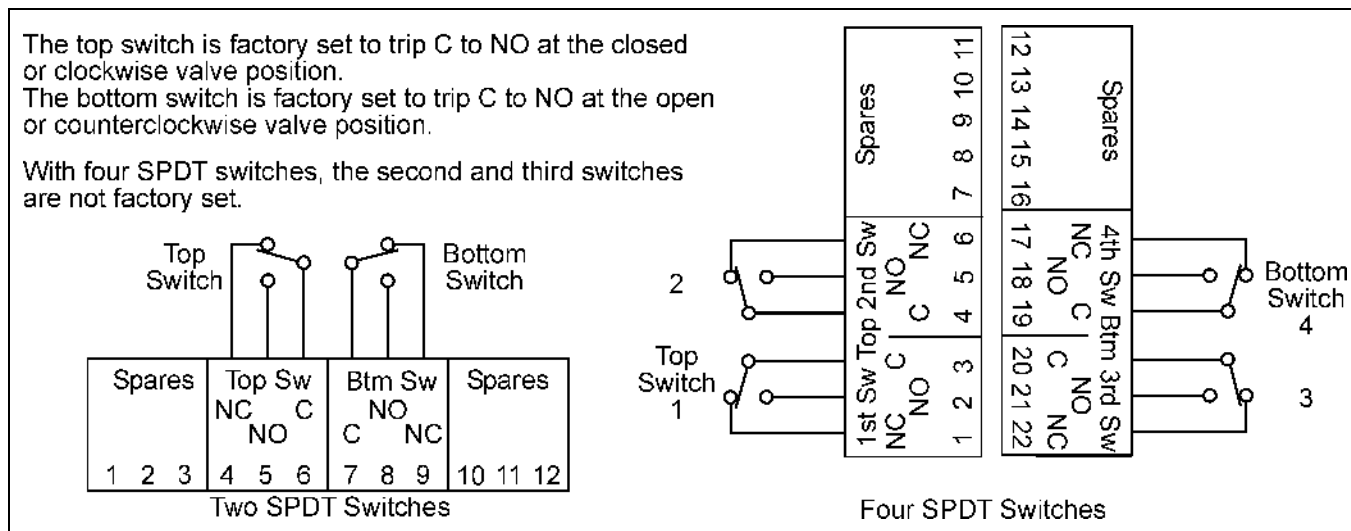 The top switch is factory set to trip C to NO at the closed
or clockwise valve position.
The bottom switch is factory set to trip C to NO at the open
or counterclockwise valve position.
With four SPDT switches, the second and third switches
are not factory set.
Top
Switch
Bottom
Switch
Spares Top Sw Btm Sw Spares
NC C NO
NO C NC
1 2 3 4 5 6 7 8 9 10 11 12
Two SPDT Switches
2
Top
Switch
1
Spares
7 8 9 10 11
1st Sw Top 2nd Sw
C NO NC
4 5 6
NC NO C
1 2 3
12 13 14 15 16
Spares
17 18 19
NC NO C
4th Sw Btm 3rd Sw
20 21 22
C NO NC
Bottom
Switch
4
3
Four SPDT Switches